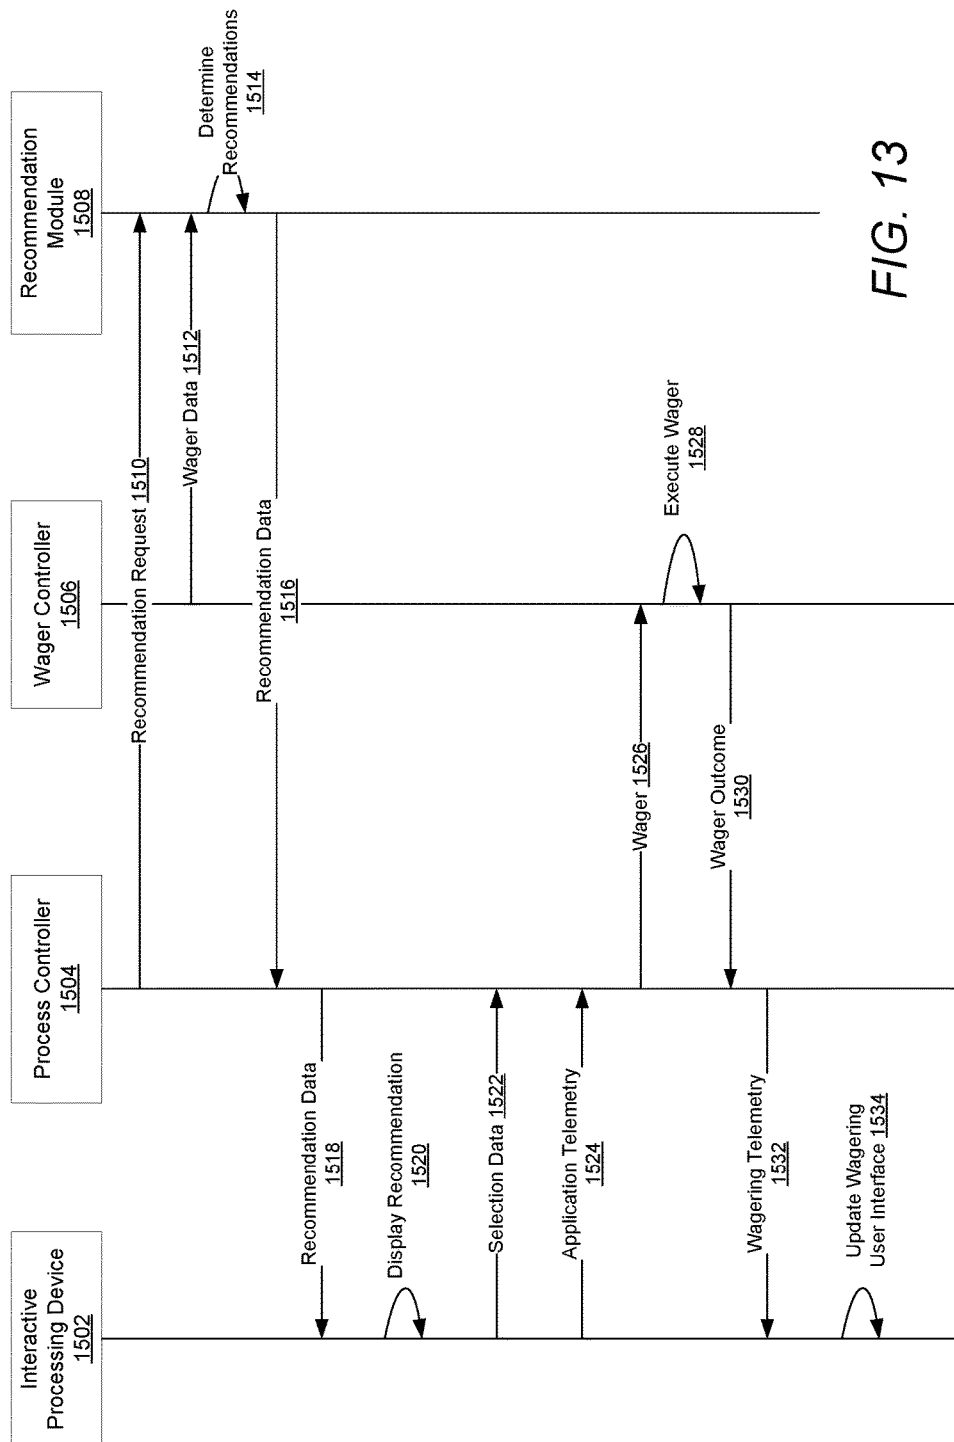 Interactive
Processing Device
1502
Process Controller
1504
Wager Controller
1506
Recommendation
Module
1508
Recommendation Request 1510
Wager Data 1512
Determine
Recommendations
1514
Recommendation Data
1516
Recommendation Data
1518
Display Recommendation
1520
Selection Data 1522
Application Telemetry
1524
Wager 1526
Execute Wager
1528
Wager Outcome
1530
Wagering Telemetry
1532
Update Wagering
User Interface 1534
FIG. 13